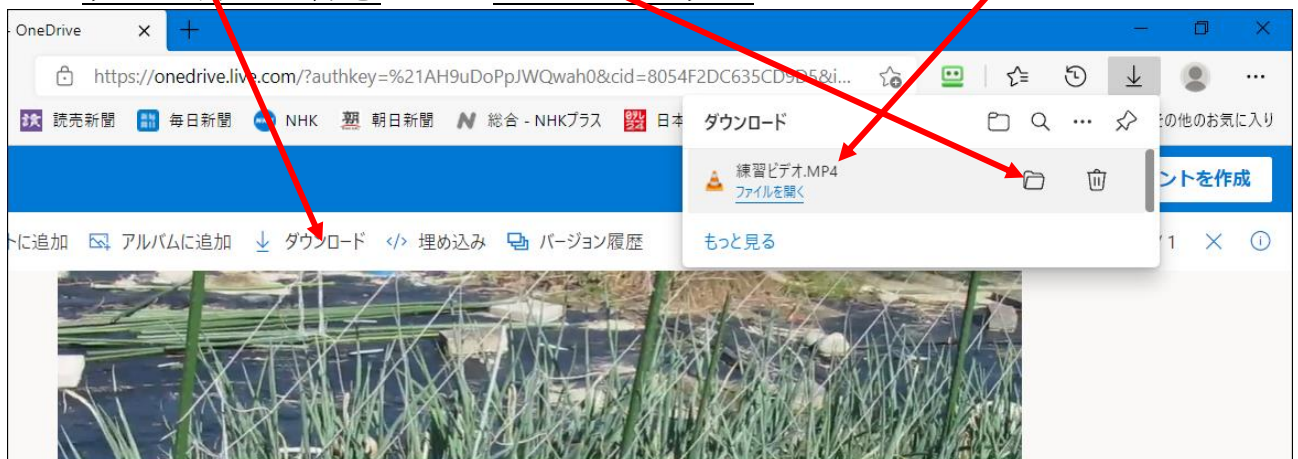 OneDrive
https://onedrive.live.com/?authkey=%21AH9uDoPpJWQwah0&cid=8054F2DC635CD9D5&i...
読売新聞 毎日新聞 NHK 朝日新聞 総合 - NHKプラス 日本
ダウンロード
その他のお気に入り
練習ビデオ.MP4
ファイルを開く
ントを作成
トに追加 アルバムに追加 ダウンロード </> 埋め込み バージョン履歴
もっと見る
/ 1